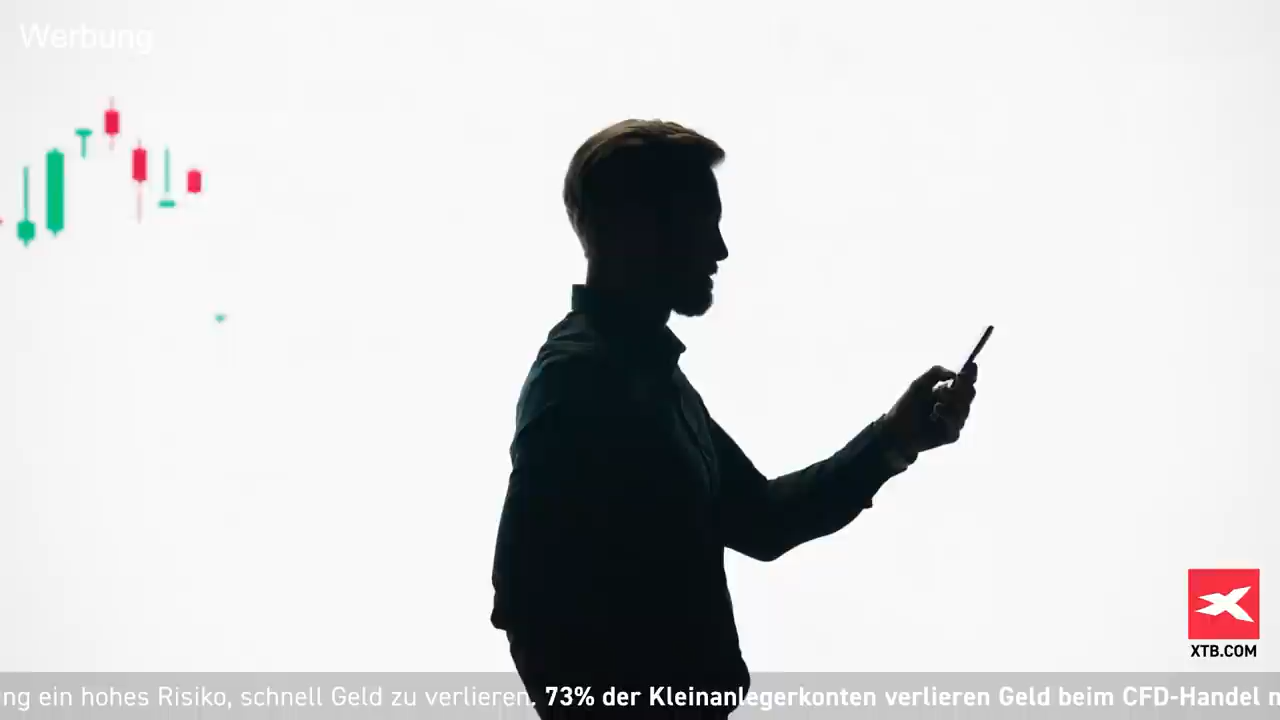 Werbung
XTB.COM
ein hohes Risiko, schnell Geld zu verlieren. 73% der Kleinanlegerkonten verlieren Geld beim CFD-Handel